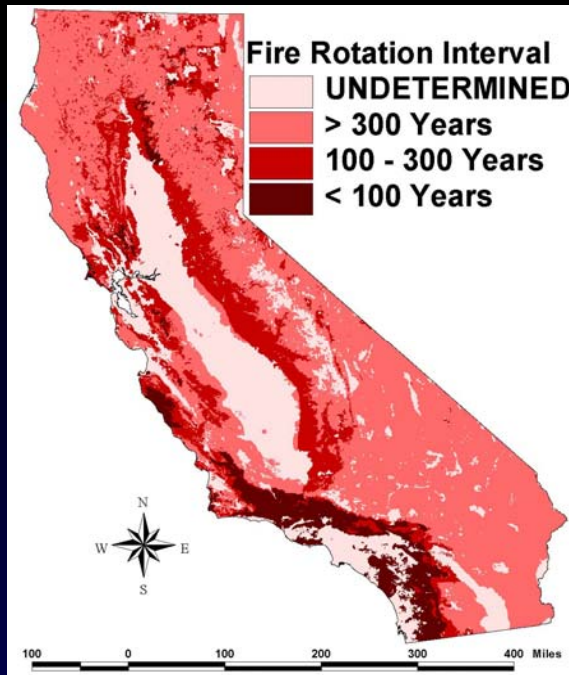 Fire Rotation Interval
UNDETERMINED
> 300 Years
100 - 300 Years
< 100 Years
N
W E
S
100 0 100 200 300 400 Miles